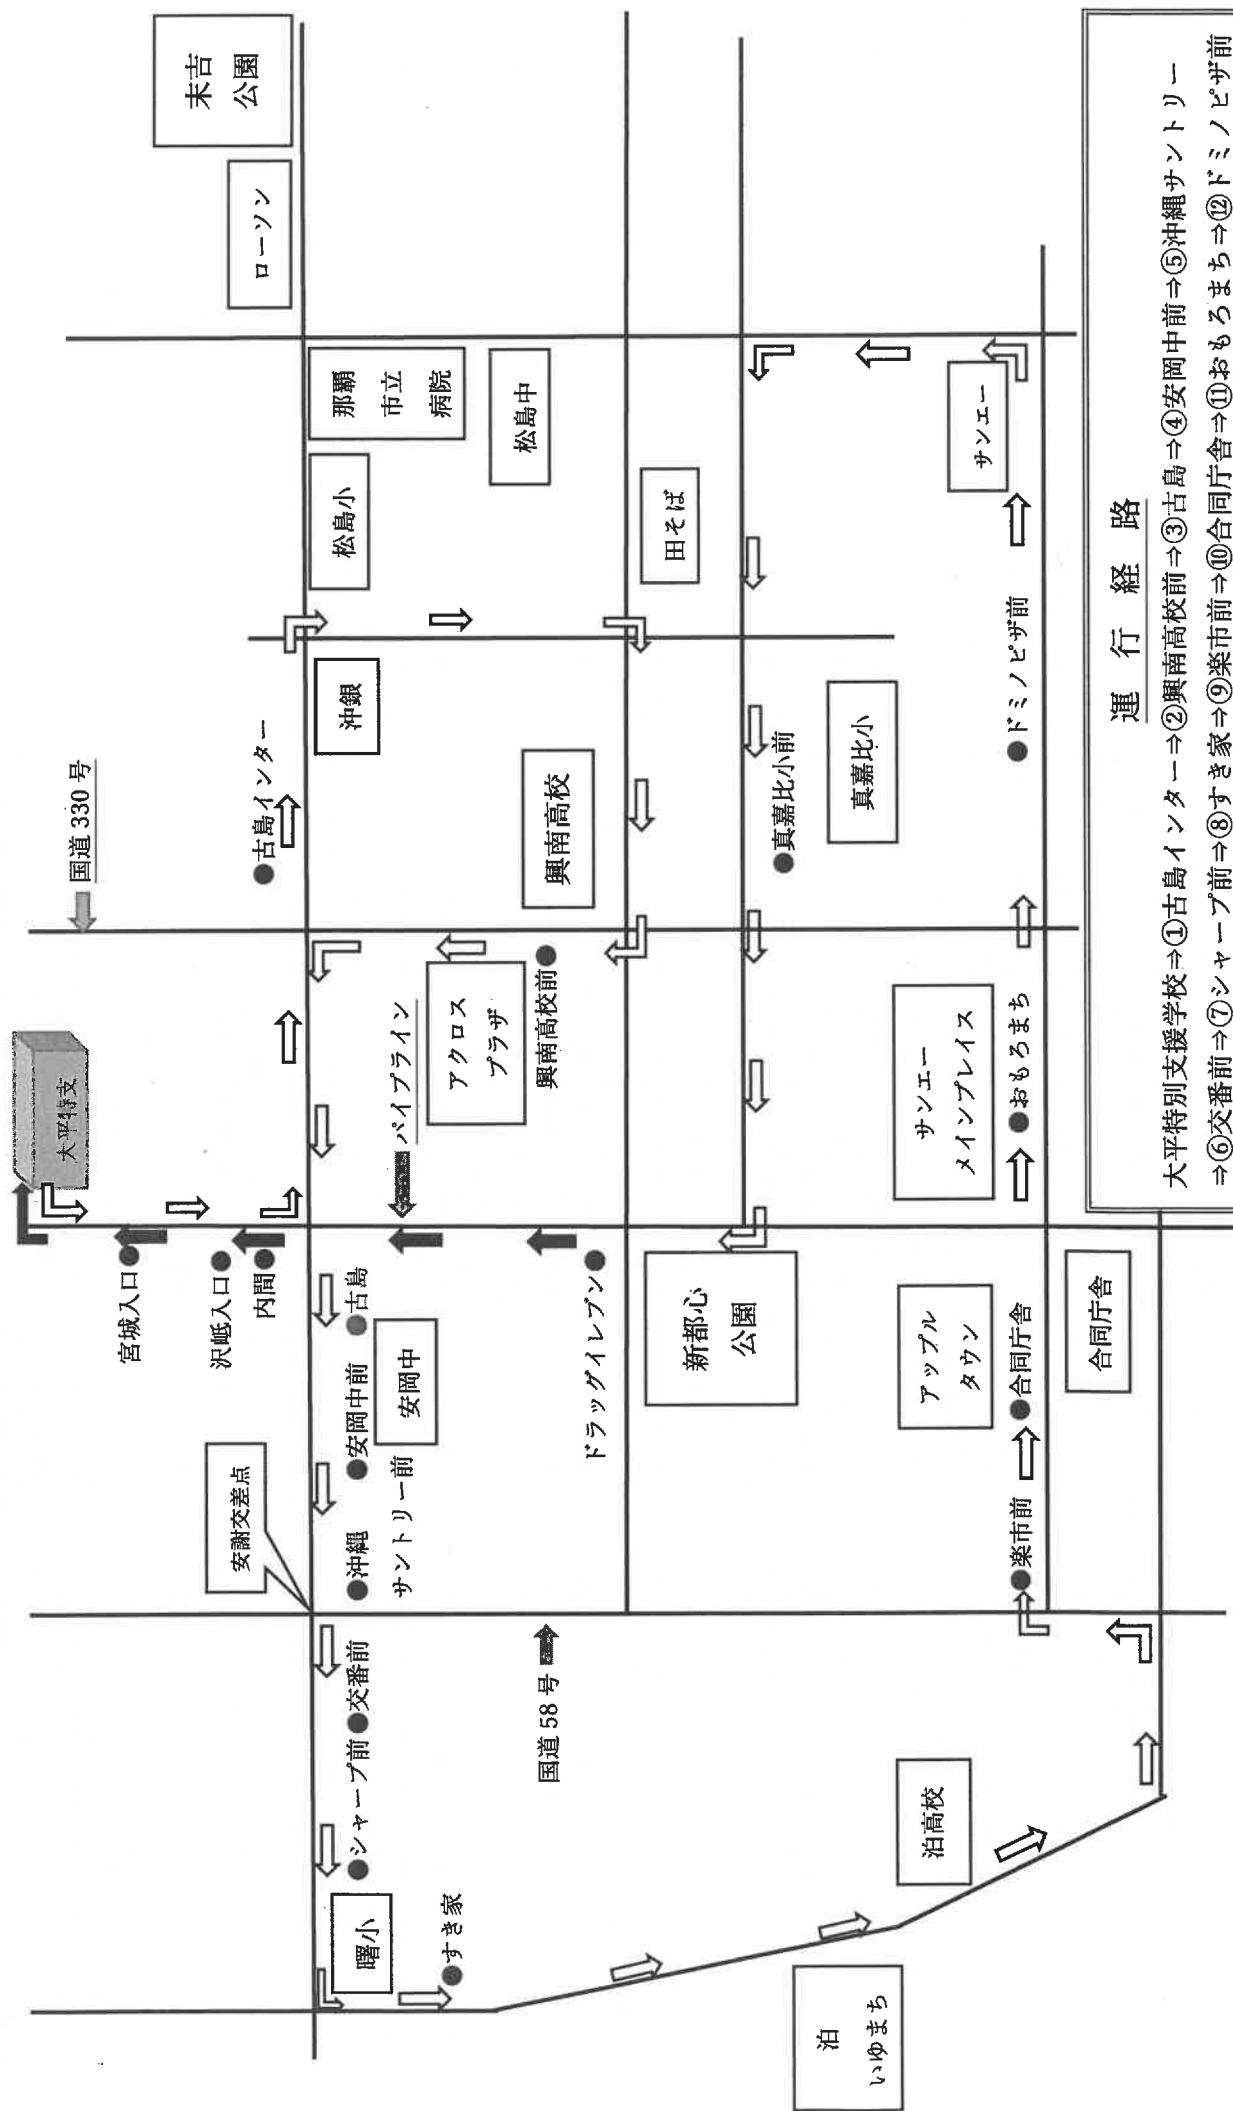 末吉
公園
ローソン
那覇
市立
病院
松島中
松島小
田そば
サンエー
沖銀
古島インター
国道 330 号
興南高校
真嘉比小前
真嘉比小
ドミノピザ前
大平特支
パイプライン
アクロス
プラザ
興南高校前
サンエー
メインプレイス
おもろまち
宮城入口
沢岻入口
内間
古島
安岡中前
安岡中
沖縄
サントリー前
ドラッグイレブン
新都心
公園
アップル
タウン
合同庁舎
合同庁舎
楽市前
安謝交差点
国道 58 号
交番前
シャープ前
曙小
すき家
泊高校
泊
いゆまち
運 行 経 路
大平特別支援学校⇒①古島インター⇒②興南高校前⇒③古島⇒④安岡中前⇒⑤沖縄サントリー
⇒⑥交番前⇒⑦シャープ前⇒⑧すき家⇒⑨楽市前⇒⑩合同庁舎⇒⑪おもろまち⇒⑫ドミノピザ前